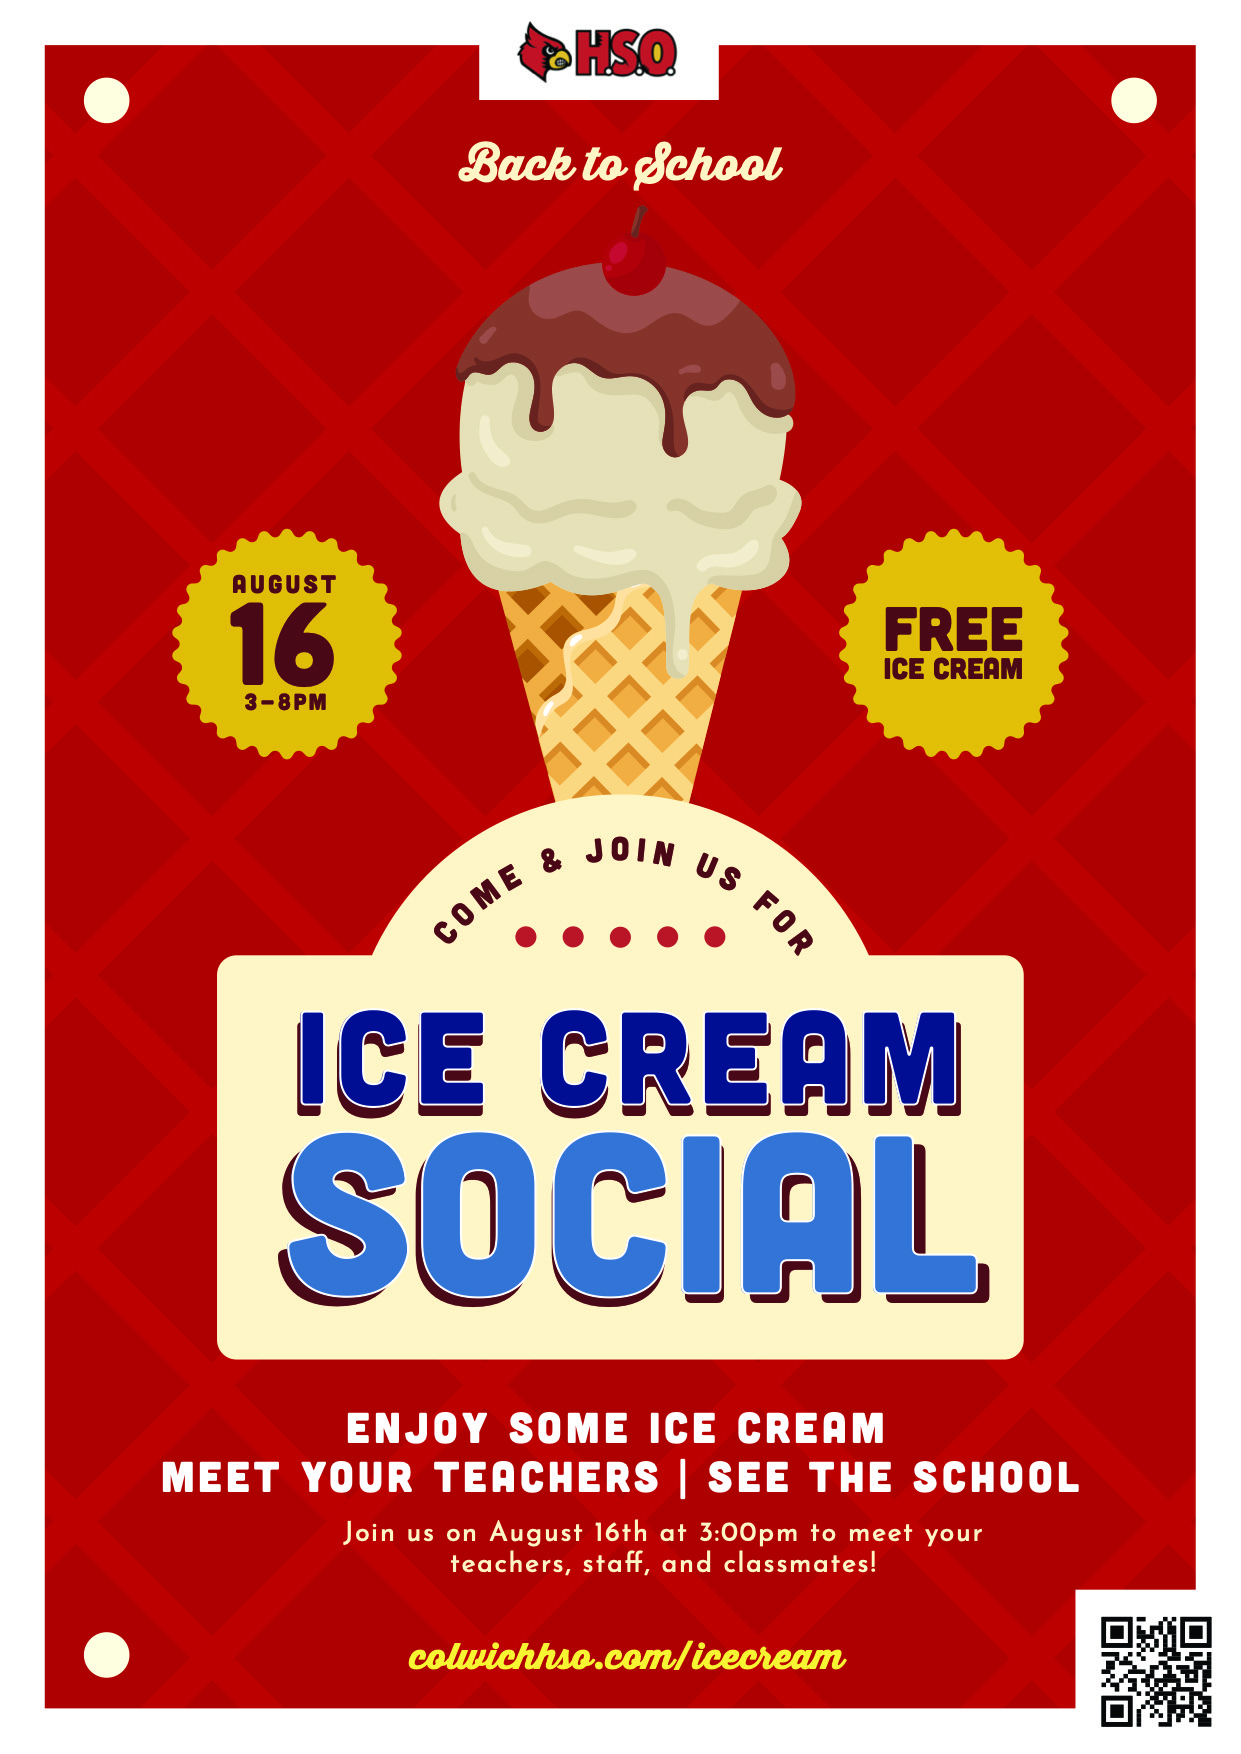 H.S.O.
Back to School
AUGUST
16
3-8PM
FREE
ICE CREAM
COME & JOIN US FOR
ICE CREAM
SOCIAL
ENJOY SOME ICE CREAM
MEET YOUR TEACHERS | SEE THE SCHOOL
Join us on August 16th at 3:00pm to meet your
teachers, staff, and classmates!
colwichhso.com/icecream